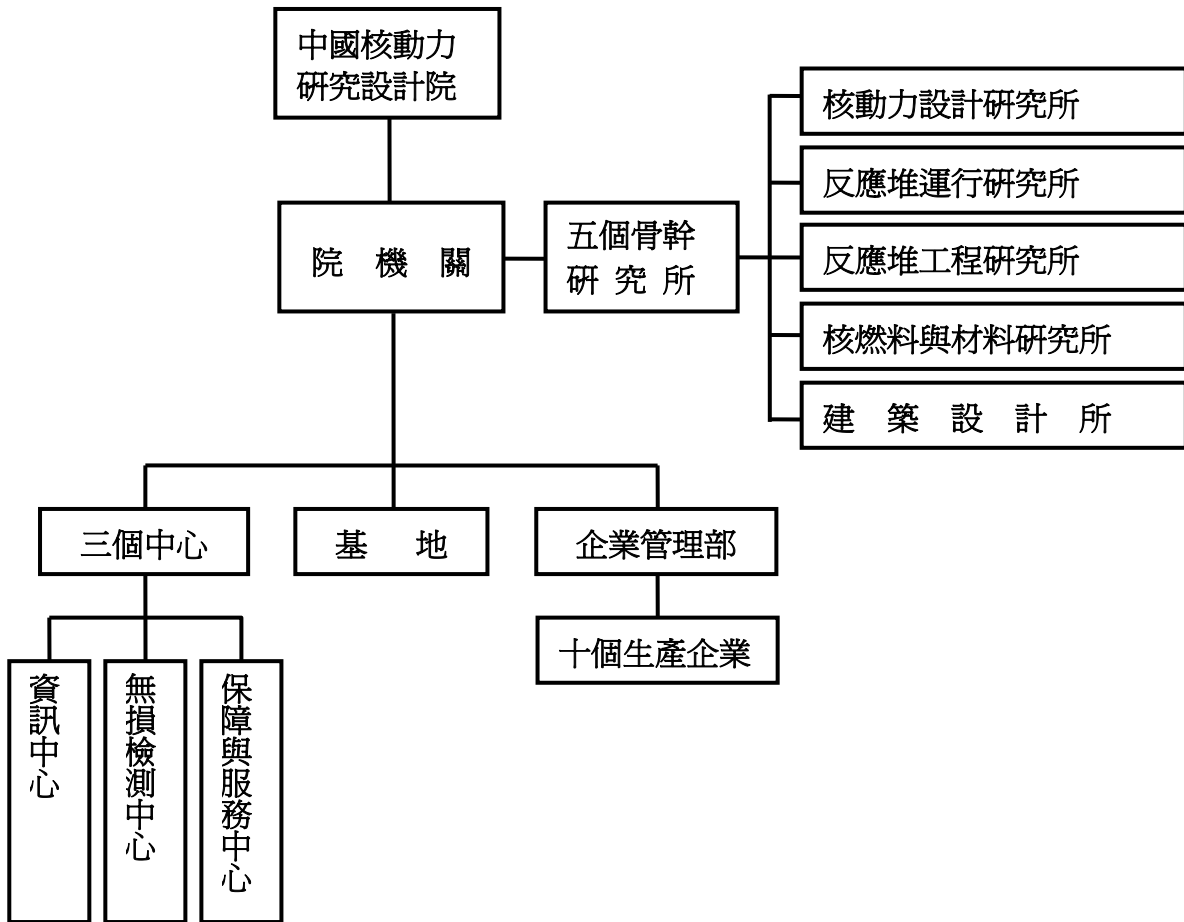 中國核動力
研究設計院
院機關
五個骨幹
研究所
核動力設計研究所
反應堆運行研究所
反應堆工程研究所
核燃料與材料研究所
建築設計所
三個中心
基地
企業管理部
十個生產企業
資訊中心
無損檢測中心
保障與服務中心